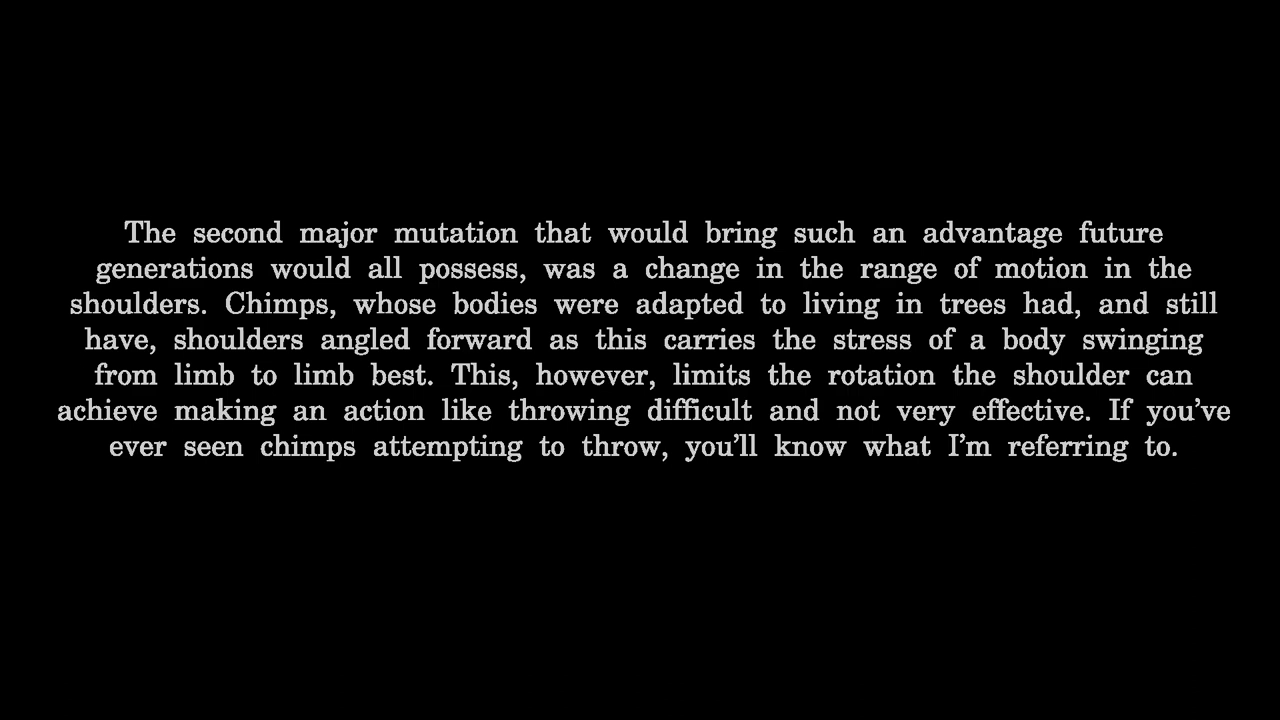 The second major mutation that would bring such an advantage future
generations would all possess, was a change in the range of motion in the
shoulders. Chimps, whose bodies were adapted to living in trees had, and still
have, shoulders angled forward as this carries the stress of a body swinging
from limb to limb best. This, however, limits the rotation the shoulder can
achieve making an action like throwing difficult and not very effective. If you’ve
ever seen chimps attempting to throw, you’ll know what I’m referring to.